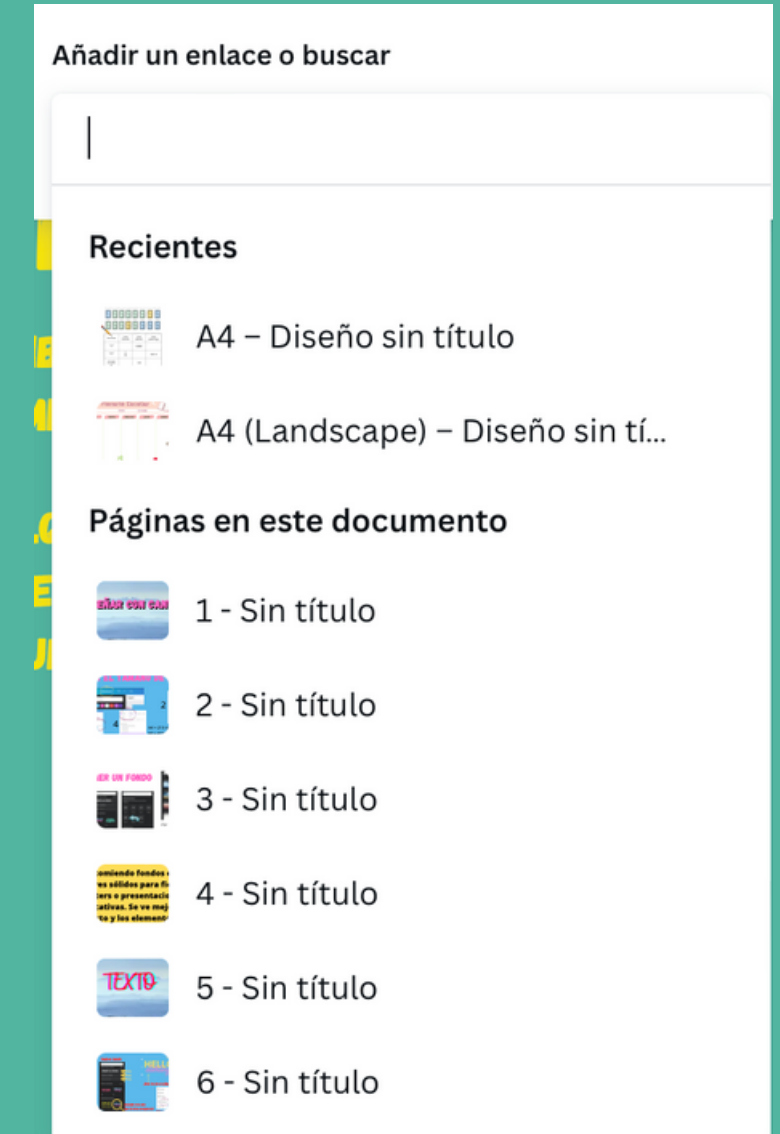 Añadir un enlace o buscar
Recientes
A4 – Diseño sin título
A4 (Landscape) – Diseño sin tí...
Páginas en este documento
1 - Sin título
2 - Sin título
3 - Sin título
4 - Sin título
TEXTO
5 - Sin título
6 - Sin título